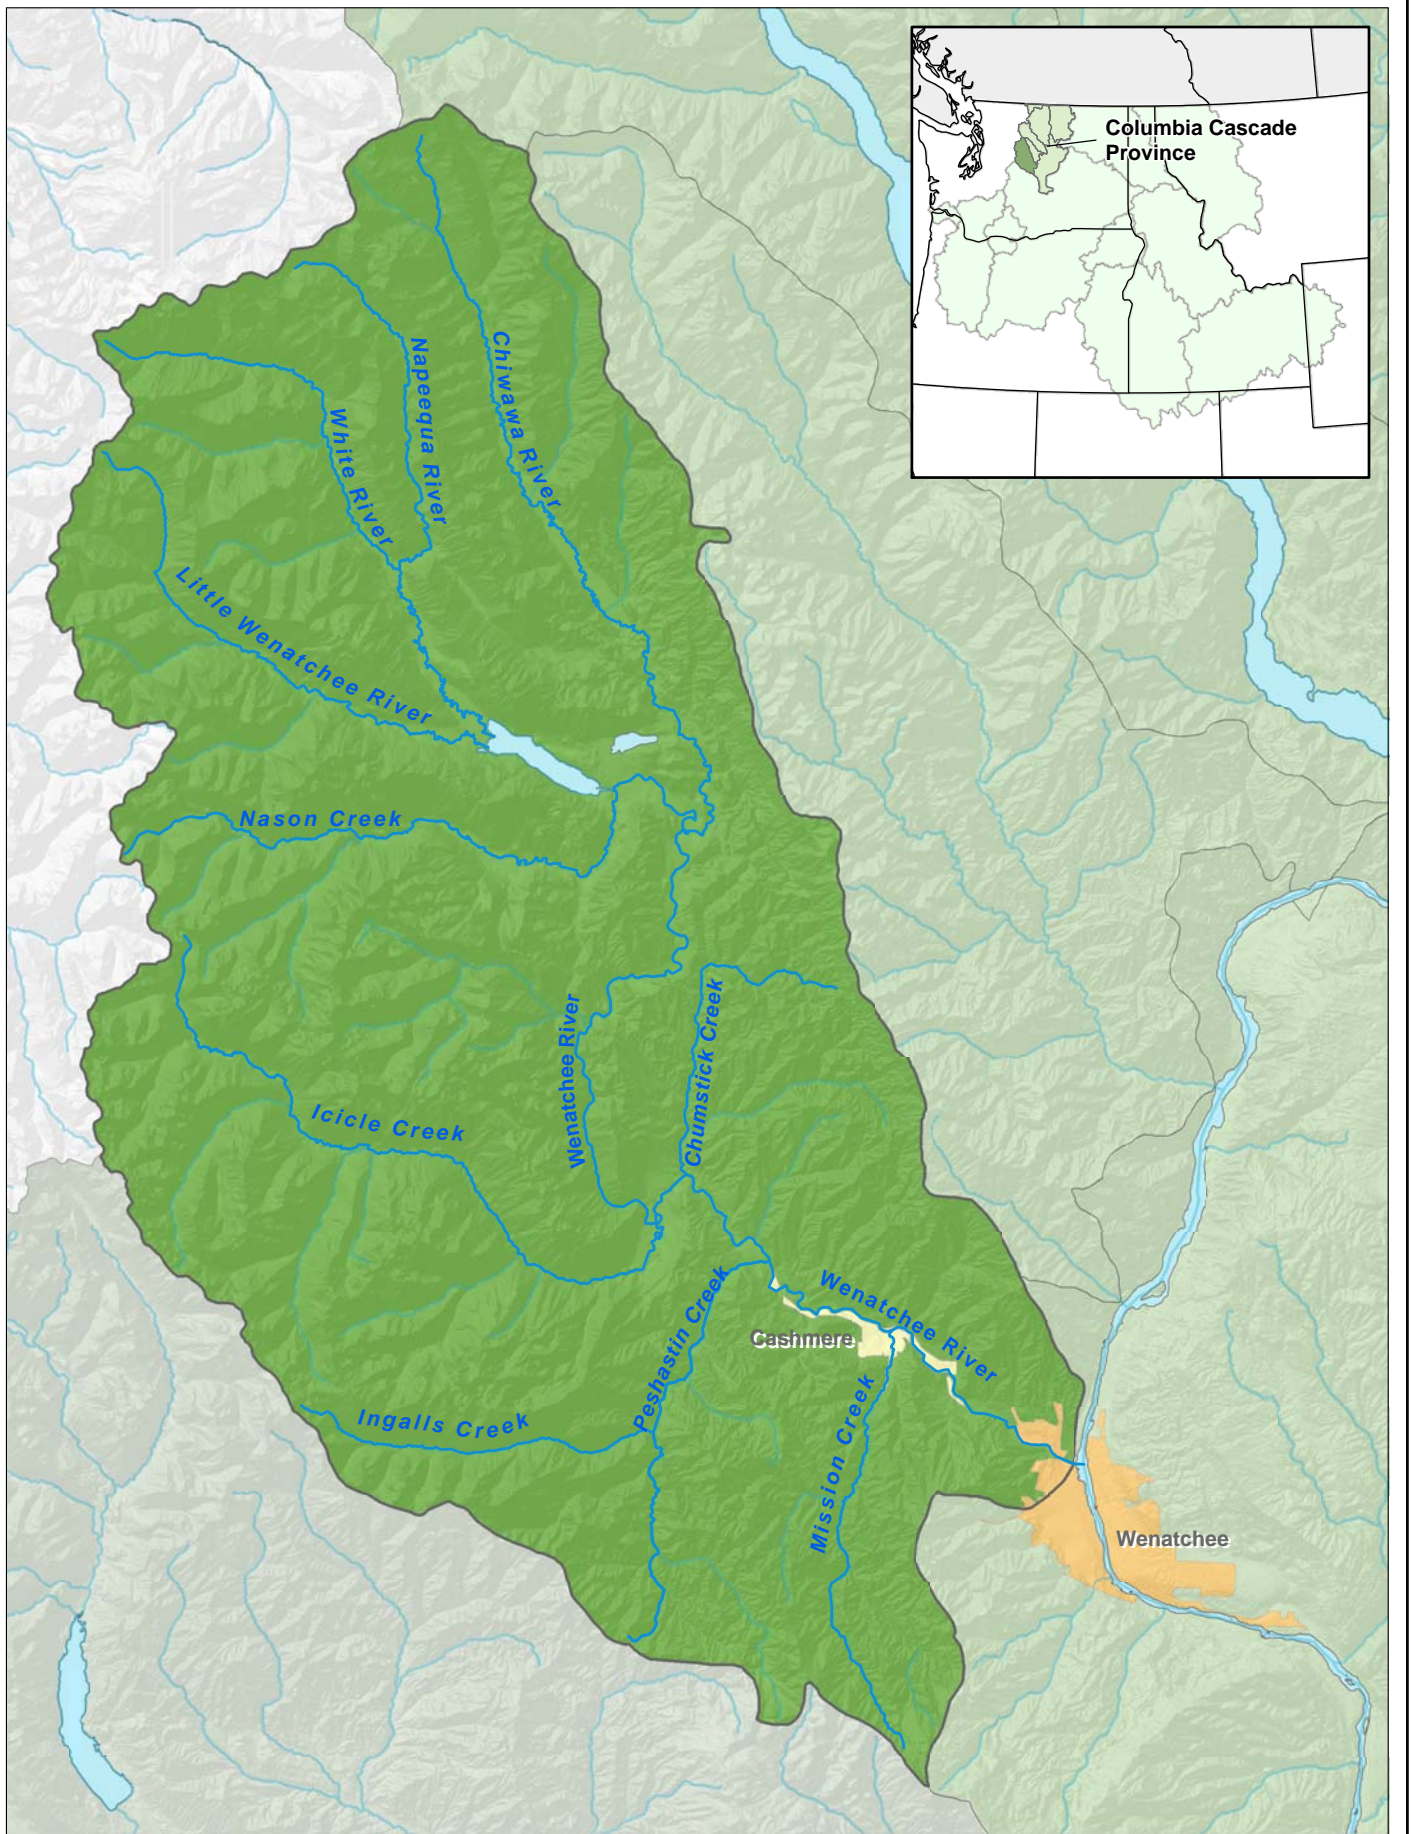 Columbia Cascade
Province
Chiwawa River
Napeequa River
White River
Little Wenatchee River
Nason Creek
Wenatchee River
Chumstick Creek
Icicle Creek
Wenatchee River
Peshastin Creek
Cashmere
Ingalls Creek
Mission Creek
Wenatchee